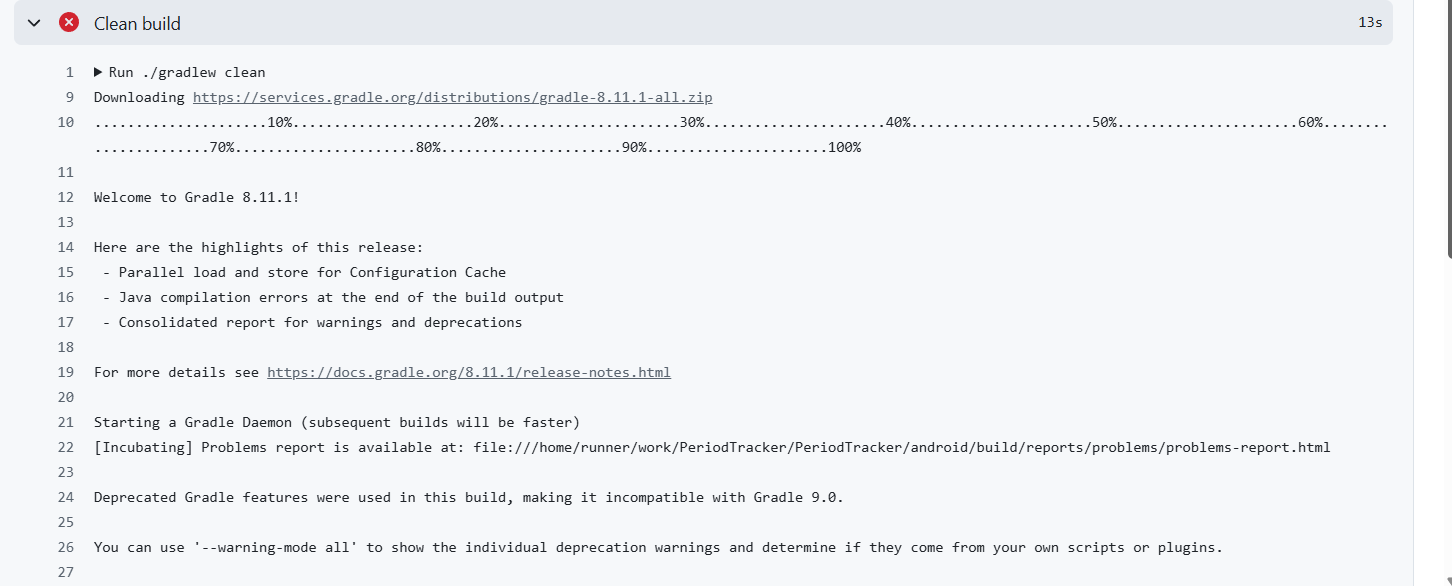 Clean build 13s
1 Run ./gradlew clean
9 Downloading https://services.gradle.org/distributions/gradle-8.11.1-all.zip
10 .....................10%......................20%......................30%......................40%......................50%......................60%........
..............70%......................80%......................90%......................100%
11
12 Welcome to Gradle 8.11.1!
13
14 Here are the highlights of this release:
15 - Parallel load and store for Configuration Cache
16 - Java compilation errors at the end of the build output
17 - Consolidated report for warnings and deprecations
18
19 For more details see https://docs.gradle.org/8.11.1/release-notes.html
20
21 Starting a Gradle Daemon (subsequent builds will be faster)
22 [Incubating] Problems report is available at: file:///home/runner/work/PeriodTracker/PeriodTracker/android/build/reports/problems/problems-report.html
23
24 Deprecated Gradle features were used in this build, making it incompatible with Gradle 9.0.
25
26 You can use '--warning-mode all' to show the individual deprecation warnings and determine if they come from your own scripts or plugins.
27